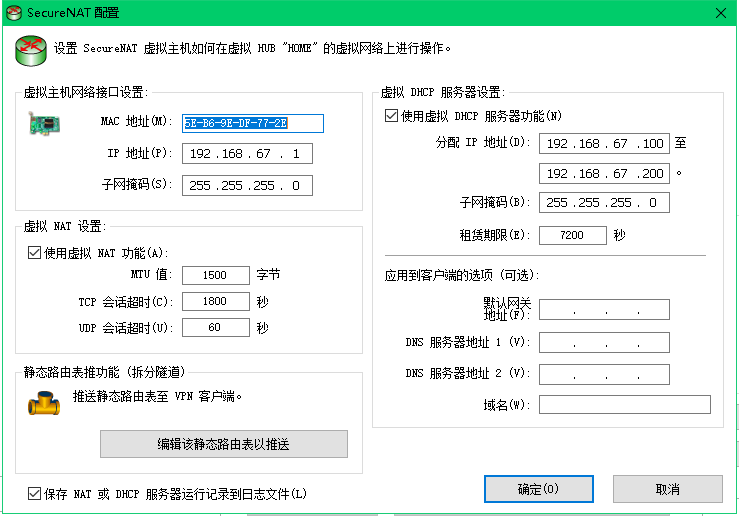 SecureNAT 配置
设置 SecureNAT 虚拟主机如何在虚拟 HUB "HOME" 的虚拟网络上进行操作。
虚拟主机网络接口设置:
MAC 地址(M): 5E-B6-9E-DF-77-2E
IP 地址(P): 192 .168 . 67 . 1
子网掩码(S): 255 .255 .255 . 0
虚拟 NAT 设置:
使用虚拟 NAT 功能(A):
MTU 值: 1500 字节
TCP 会话超时(C): 1800 秒
UDP 会话超时(U): 60 秒
静态路由表推功能 (拆分隧道)
推送静态路由表至 VPN 客户端。
编辑该静态路由表以推送
保存 NAT 或 DHCP 服务器运行记录到日志文件(L)
虚拟 DHCP 服务器设置:
使用虚拟 DHCP 服务器功能(N)
分配 IP 地址(D): 192 .168 . 67 .100 至
192 .168 . 67 .200 。
子网掩码(B): 255 .255 .255 . 0
租赁期限(E): 7200 秒
应用到客户端的选项 (可选):
默认网关
地址(F): . . .
DNS 服务器地址 1 (V): . . .
DNS 服务器地址 2 (V): . . .
域名(W):
确定(O)
取消